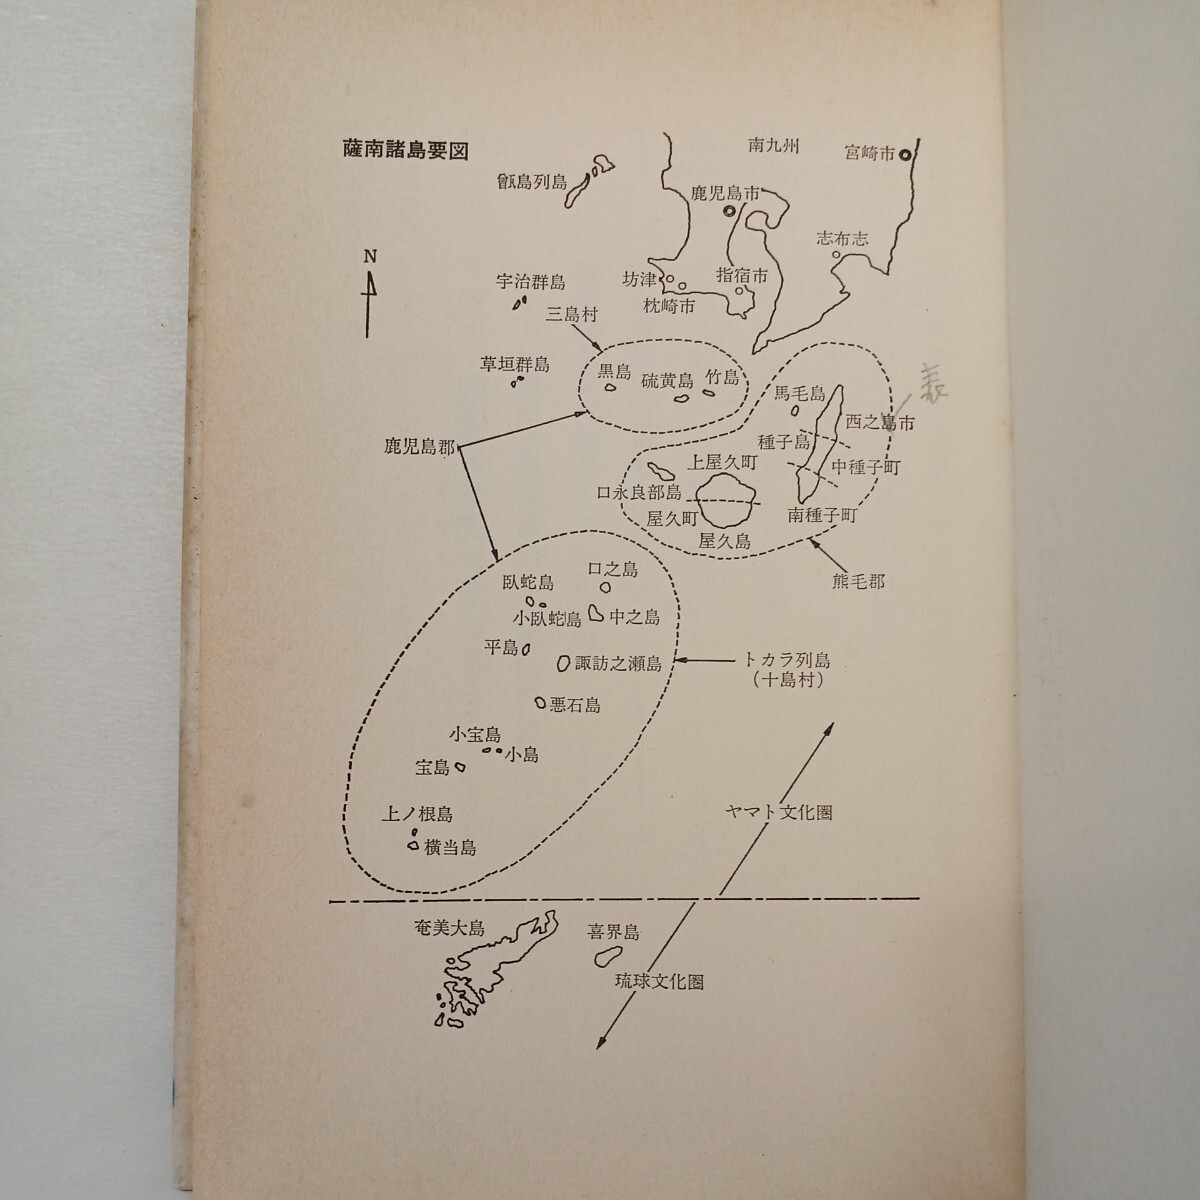 薩南諸島要図
南九州
宮崎市
甑島列島
鹿児島市
志布志
N
宇治群島
坊津
指宿市
枕崎市
三島村
草垣群島
黒島
硫黄島
竹島
馬毛島
表
西之島市
鹿児島郡
種子島
上屋久町
中種子町
口永良部島
屋久町
南種子町
屋久島
熊毛郡
口之島
臥蛇島
小臥蛇島
中之島
平島
諏訪之瀬島
トカラ列島
(十島村)
悪石島
小宝島
小島
宝島
上ノ根島
横当島
ヤマト文化圏
奄美大島
喜界島
琉球文化圏